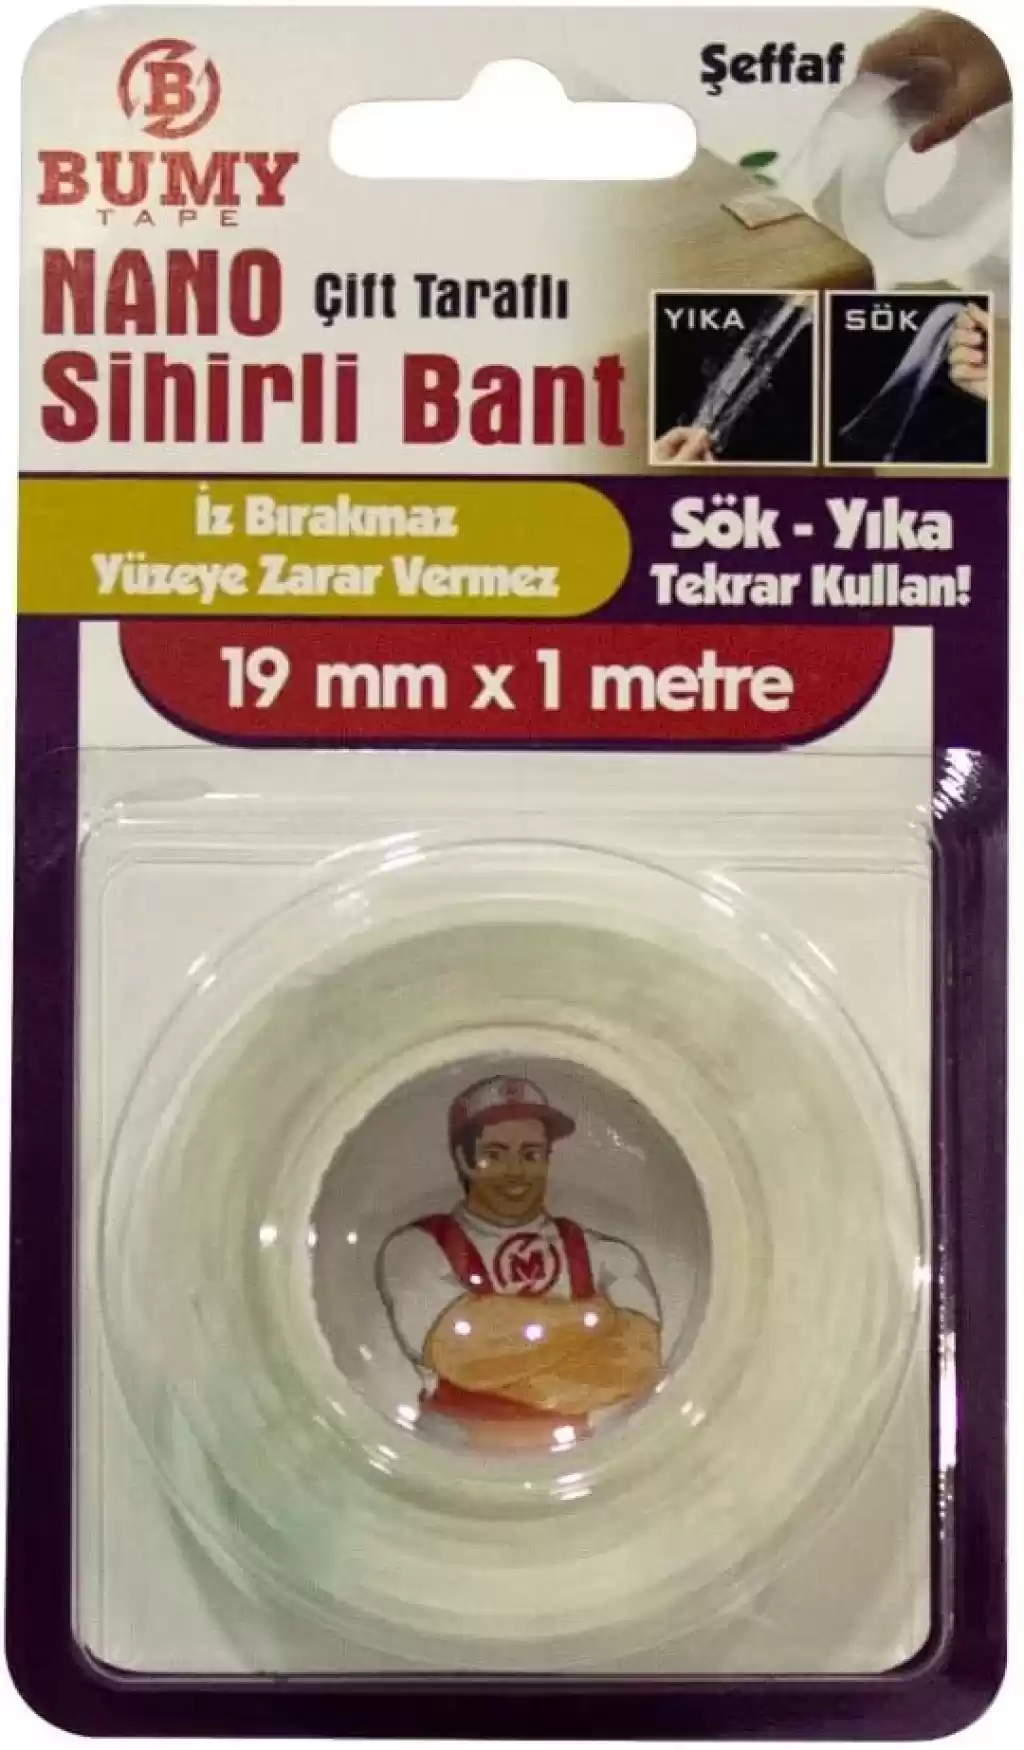 Şeffaf
B
BUMY
TAPE
NANO Çift Taraflı
Sihirli Bant
YIKA
SÖK
İz Bırakmaz
Yüzeye Zarar Vermez
Sök - Yıka
Tekrar Kullan!
19 mm x 1 metre
M